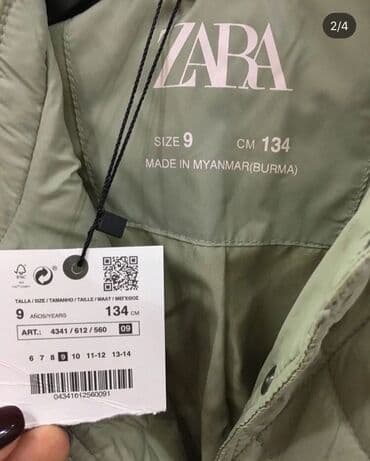 2/4
ZARA
SIZE 9 CM 134
MADE IN MYANMAR(BURMA)
TALLA / SIZE / TAMANHO / TAILLE / MAAT / ΜΕΓΕΘΟΣ
9 AÑOS/YEARS 134 CM
ART.: 4341 / 612 / 560 09
6 7 8 9 10 11-12 13-14
04341612560091